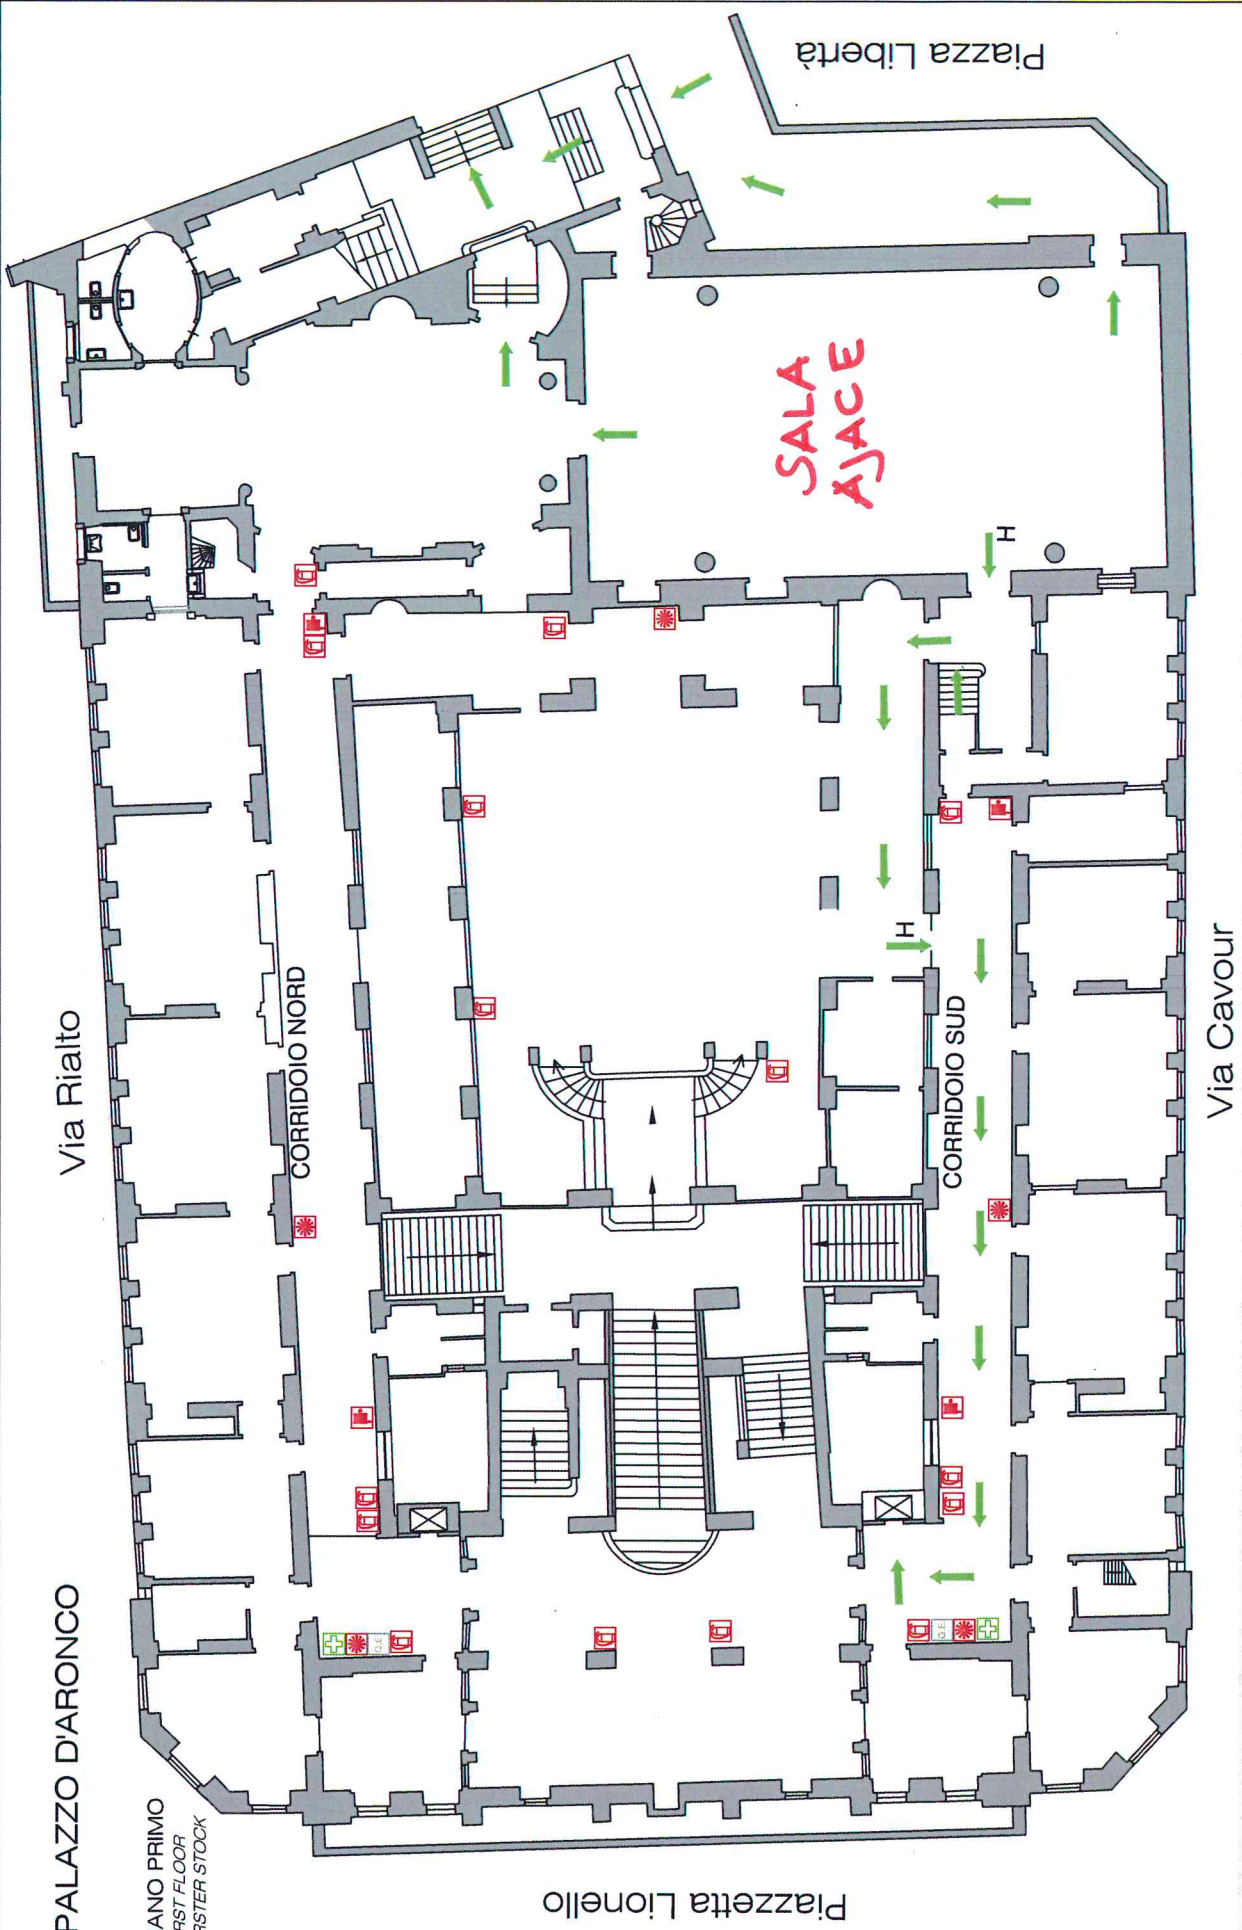 PALAZZO D'ARONCO
ANO PRIMO
RST FLOOR
RSTER STOCK
Via Rialto
CORRIDOIO NORD
Piazza Libertà
SALA
AJACE
H
H
CORRIDOIO SUD
Via Cavour
Piazzetta Lionello
Q.E.
Q.E.